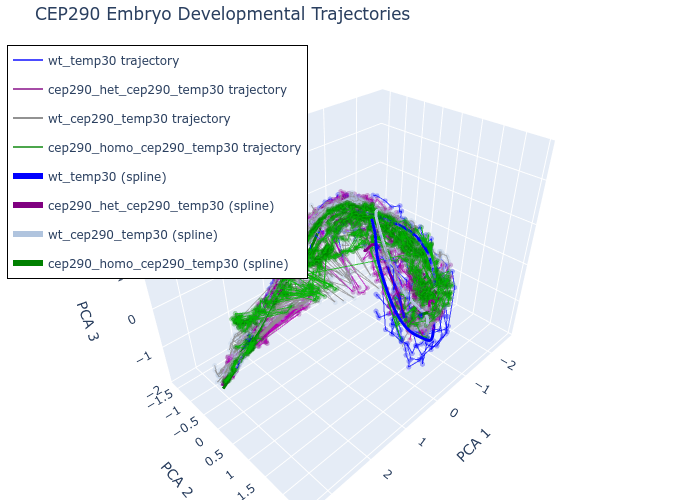 CEP290 Embryo Developmental Trajectories
wt_temp30 trajectory
cep290_het_cep290_temp30 trajectory
wt_cep290_temp30 trajectory
cep290_homo_cep290_temp30 trajectory
wt_temp30 (spline)
cep290_het_cep290_temp30 (spline)
wt_cep290_temp30 (spline)
cep290_homo_cep290_temp30 (spline)
PCA 3
0
−1
−2
−1.5
−1
−0.5
0
0.5
1
1.5
PCA 2
−2
−1
0
1
2
PCA 1